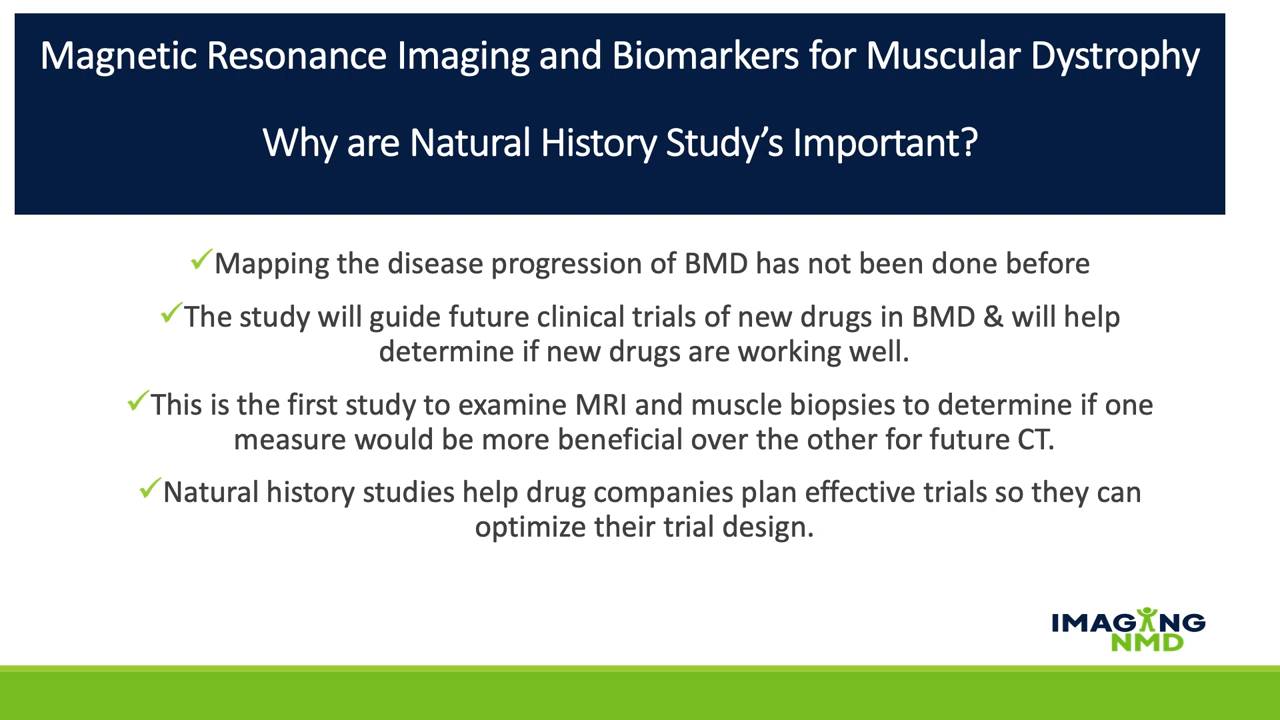 Magnetic Resonance Imaging and Biomarkers for Muscular Dystrophy
Why are Natural History Study’s Important?
✓Mapping the disease progression of BMD has not been done before
✓The study will guide future clinical trials of new drugs in BMD & will help
determine if new drugs are working well.
✓This is the first study to examine MRI and muscle biopsies to determine if one
measure would be more beneficial over the other for future CT.
✓Natural history studies help drug companies plan effective trials so they can
optimize their trial design.
IMAGING
NMD